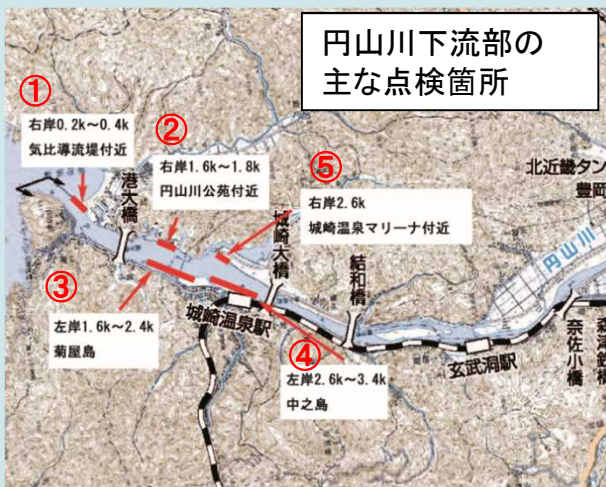 円山川下流部の
主な点検箇所
①
右岸0.2k～0.4k
気比導流堤付近
②
右岸1.6k～1.8k
円山川公苑付近
⑤
右岸2.6k
城崎温泉マリーナ付近
北近畿タン
豊岡
港大橋
城崎大橋
結和橋
円山川
③
左岸1.6k～2.4k
菊屋島
城崎温泉駅
④
左岸2.6k～3.4k
中之島
玄武洞駅
奈佐小橋